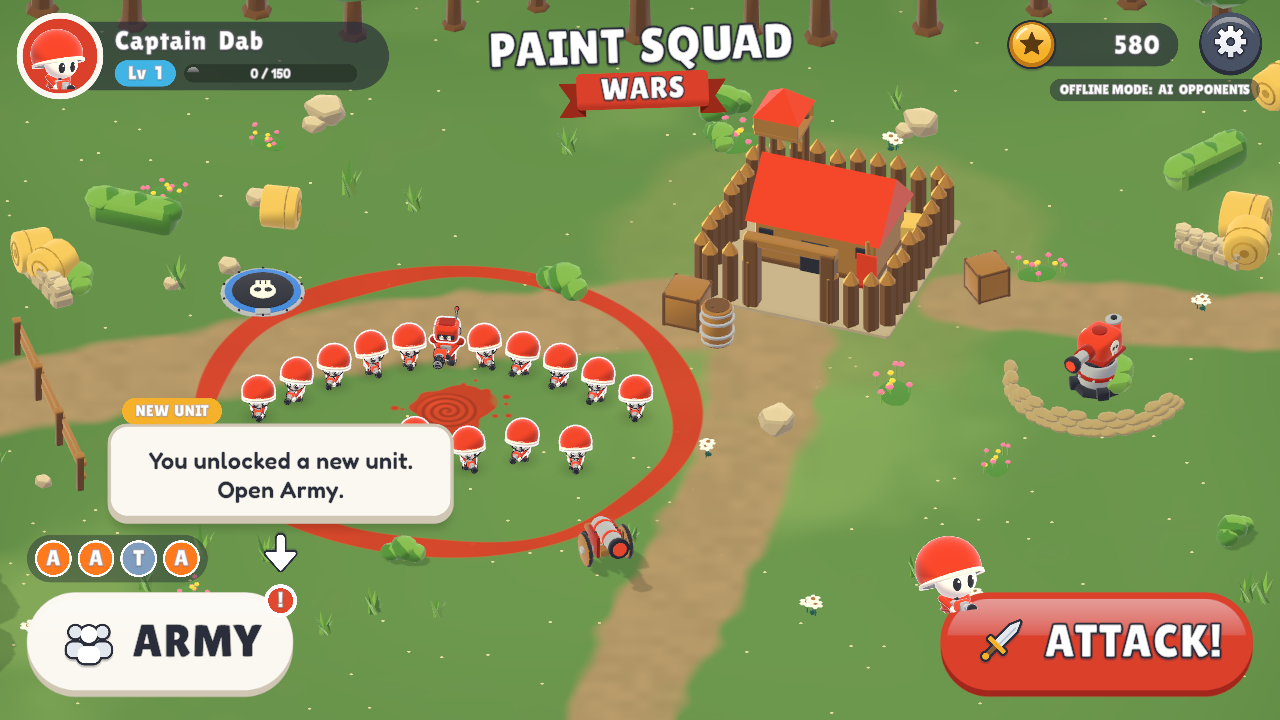 Captain Dab
Lv 1
0 / 150
PAINT SQUAD
WARS
580
OFFLINE MODE: AI OPPONENTS
NEW UNIT
You unlocked a new unit.
Open Army.
A A T A
!
ARMY
ATTACK!